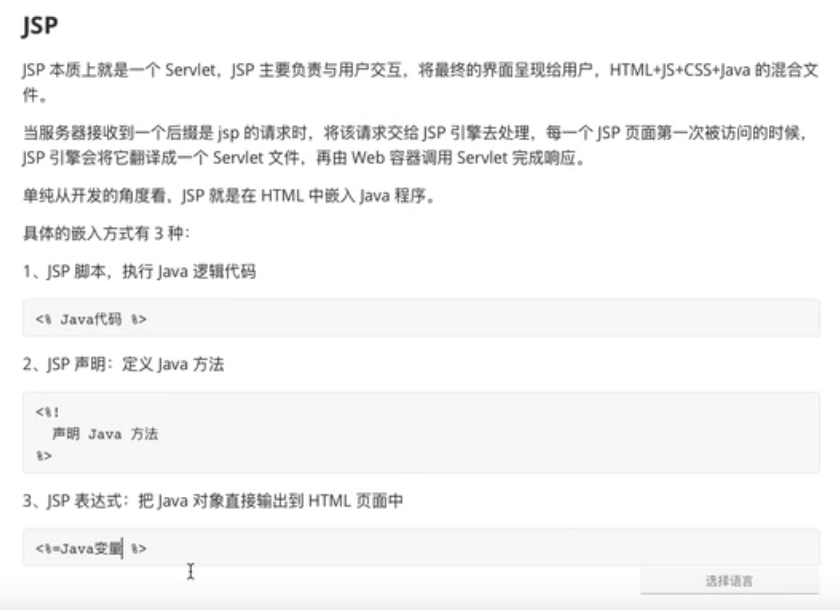 JSP
JSP 本质上就是一个 Servlet，JSP 主要负责与用户交互，将最终的界面呈现给用户，HTML+JS+CSS+Java 的混合文
件。
当服务器接收到一个后缀是 jsp 的请求时，将该请求交给 JSP 引擎去处理，每一个 JSP 页面第一次被访问的时候，
JSP 引擎会将它翻译成一个 Servlet 文件，再由 Web 容器调用 Servlet 完成响应。
单纯从开发的角度看，JSP 就是在 HTML 中嵌入 Java 程序。
具体的嵌入方式有 3 种：
1、JSP 脚本，执行 Java 逻辑代码
<% Java代码 %>
2、JSP 声明：定义 Java 方法
<%!
声明 Java 方法
%>
3、JSP 表达式：把 Java 对象直接输出到 HTML 页面中
<%=Java变量 %>
选择语言